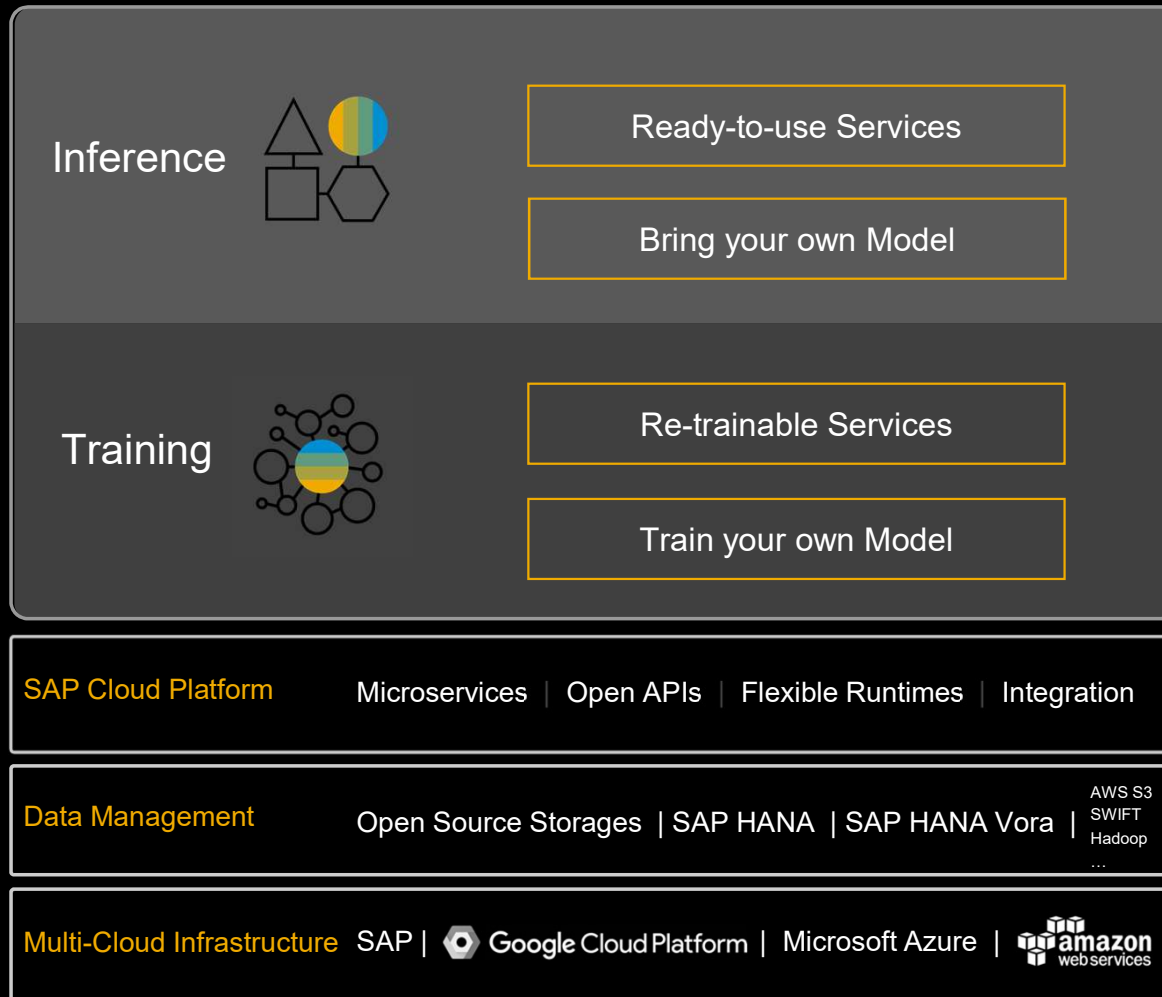 Inference
Ready-to-use Services
Bring your own Model
Training
Re-trainable Services
Train your own Model
SAP Cloud Platform
Microservices | Open APIs | Flexible Runtimes | Integration
Data Management
Open Source Storages | SAP HANA | SAP HANA Vora |
AWS S3
SWIFT
Hadoop
...
Multi-Cloud Infrastructure SAP | Google Cloud Platform | Microsoft Azure | amazon
webservices